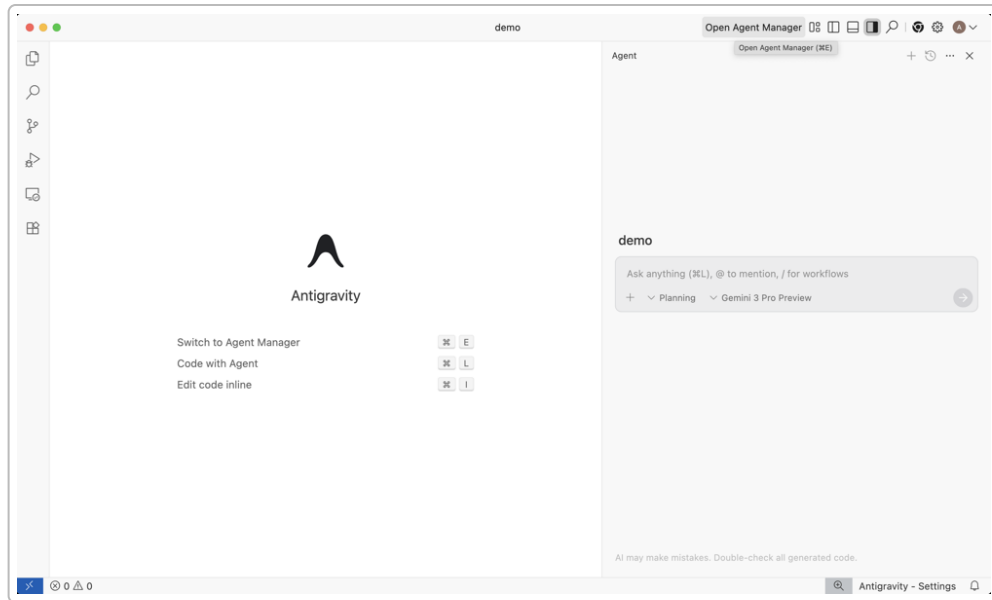 demo
Open Agent Manager
A
Open Agent Manager (⌘E)
Agent
demo
Ask anything (⌘L), @ to mention, / for workflows
Planning Gemini 3 Pro Preview
Antigravity
Switch to Agent Manager ⌘ E
Code with Agent ⌘ L
Edit code inline ⌘ I
AI may make mistakes. Double-check all generated code.
0 0
Antigravity - Settings